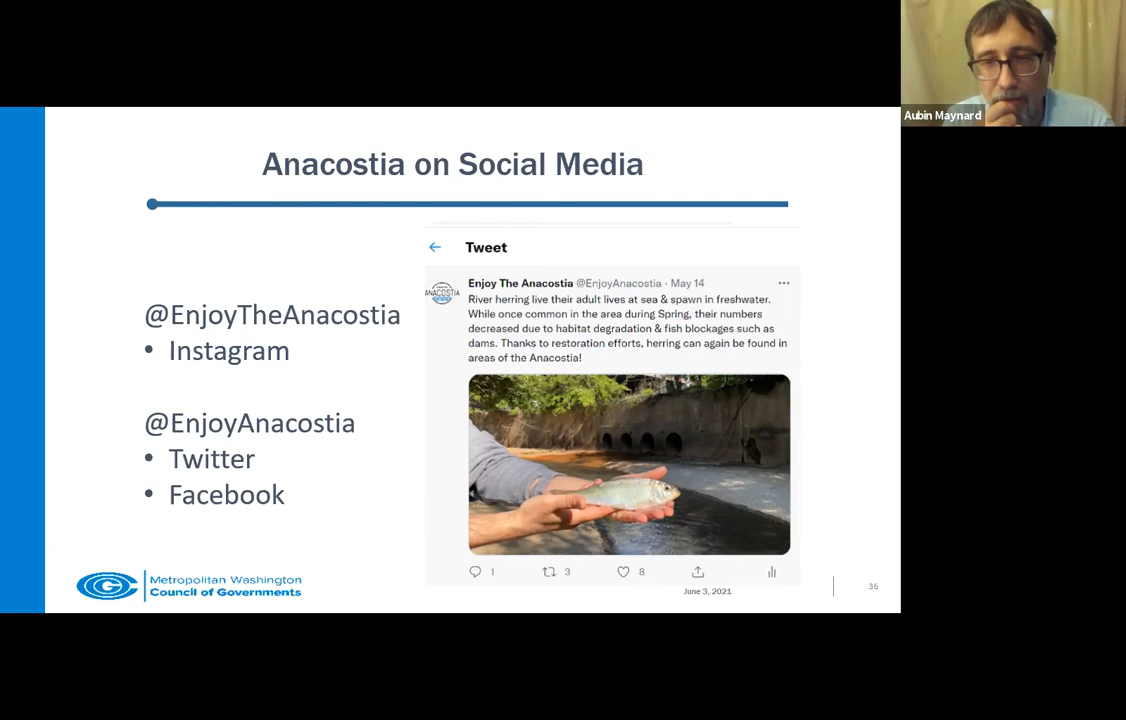 Aubin Maynard
Anacostia on Social Media
@EnjoyTheAnacostia
• Instagram
@EnjoyAnacostia
• Twitter
• Facebook
Tweet
ANACOSTIA
Enjoy The Anacostia @EnjoyAnacostia · May 14
River herring live their adult lives at sea & spawn in freshwater.
While once common in the area during Spring, their numbers
decreased due to habitat degradation & fish blockages such as
dams. Thanks to restoration efforts, herring can again be found in
areas of the Anacostia!
1 3 8
Metropolitan Washington
Council of Governments
June 3, 2021
36